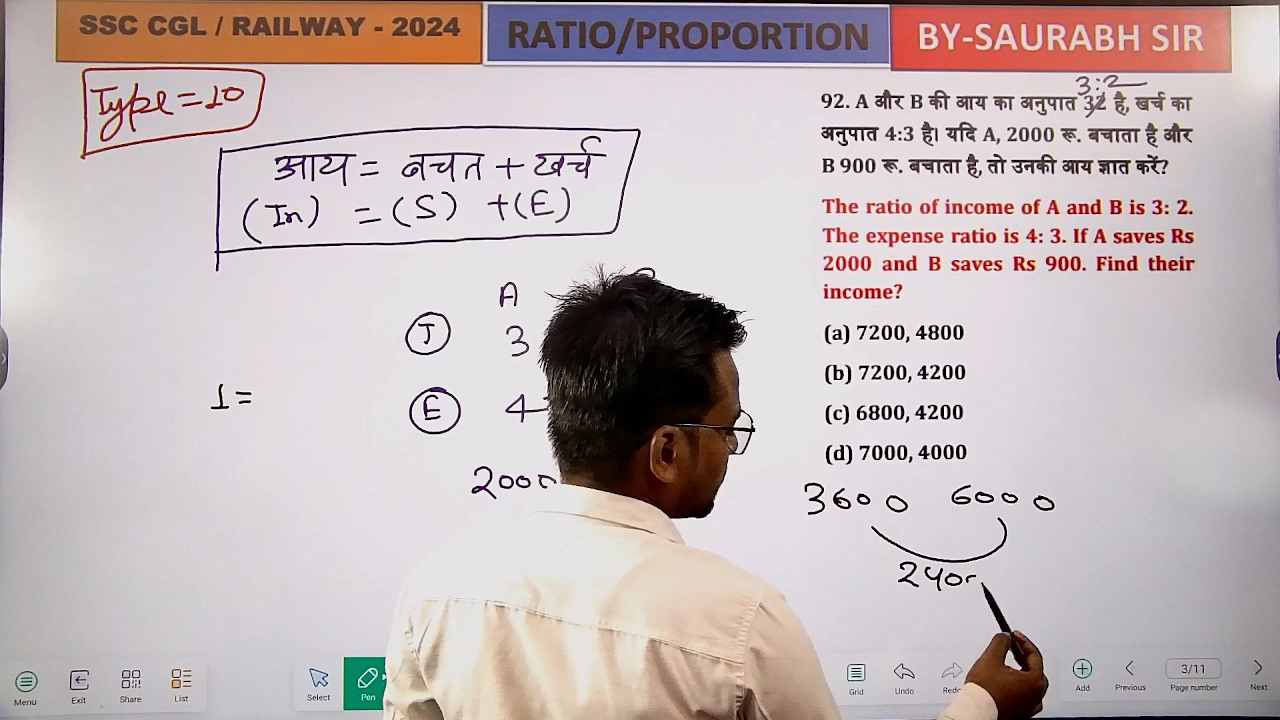 SSC CGL / RAILWAY - 2024
RATIO/PROPORTION
BY-SAURABH SIR
Type = 10
आय = बचत + खर्च
(In) = (S) + (E)
A
I 3
E 4
1 =
2000
3:2
92. A और B की आय का अनुपात 32 है, खर्च का
अनुपात 4:3 है। यदि A, 2000 रू. बचाता है और
B 900 रू. बचाता है, तो उनकी आय ज्ञात करें?
The ratio of income of A and B is 3: 2.
The expense ratio is 4: 3. If A saves Rs
2000 and B saves Rs 900. Find their
income?
(a) 7200, 4800
(b) 7200, 4200
(c) 6800, 4200
(d) 7000, 4000
3600 6000
2400
Menu Exit Share List Select Pen Grid Undo Add Previous 3/11 Page number Next